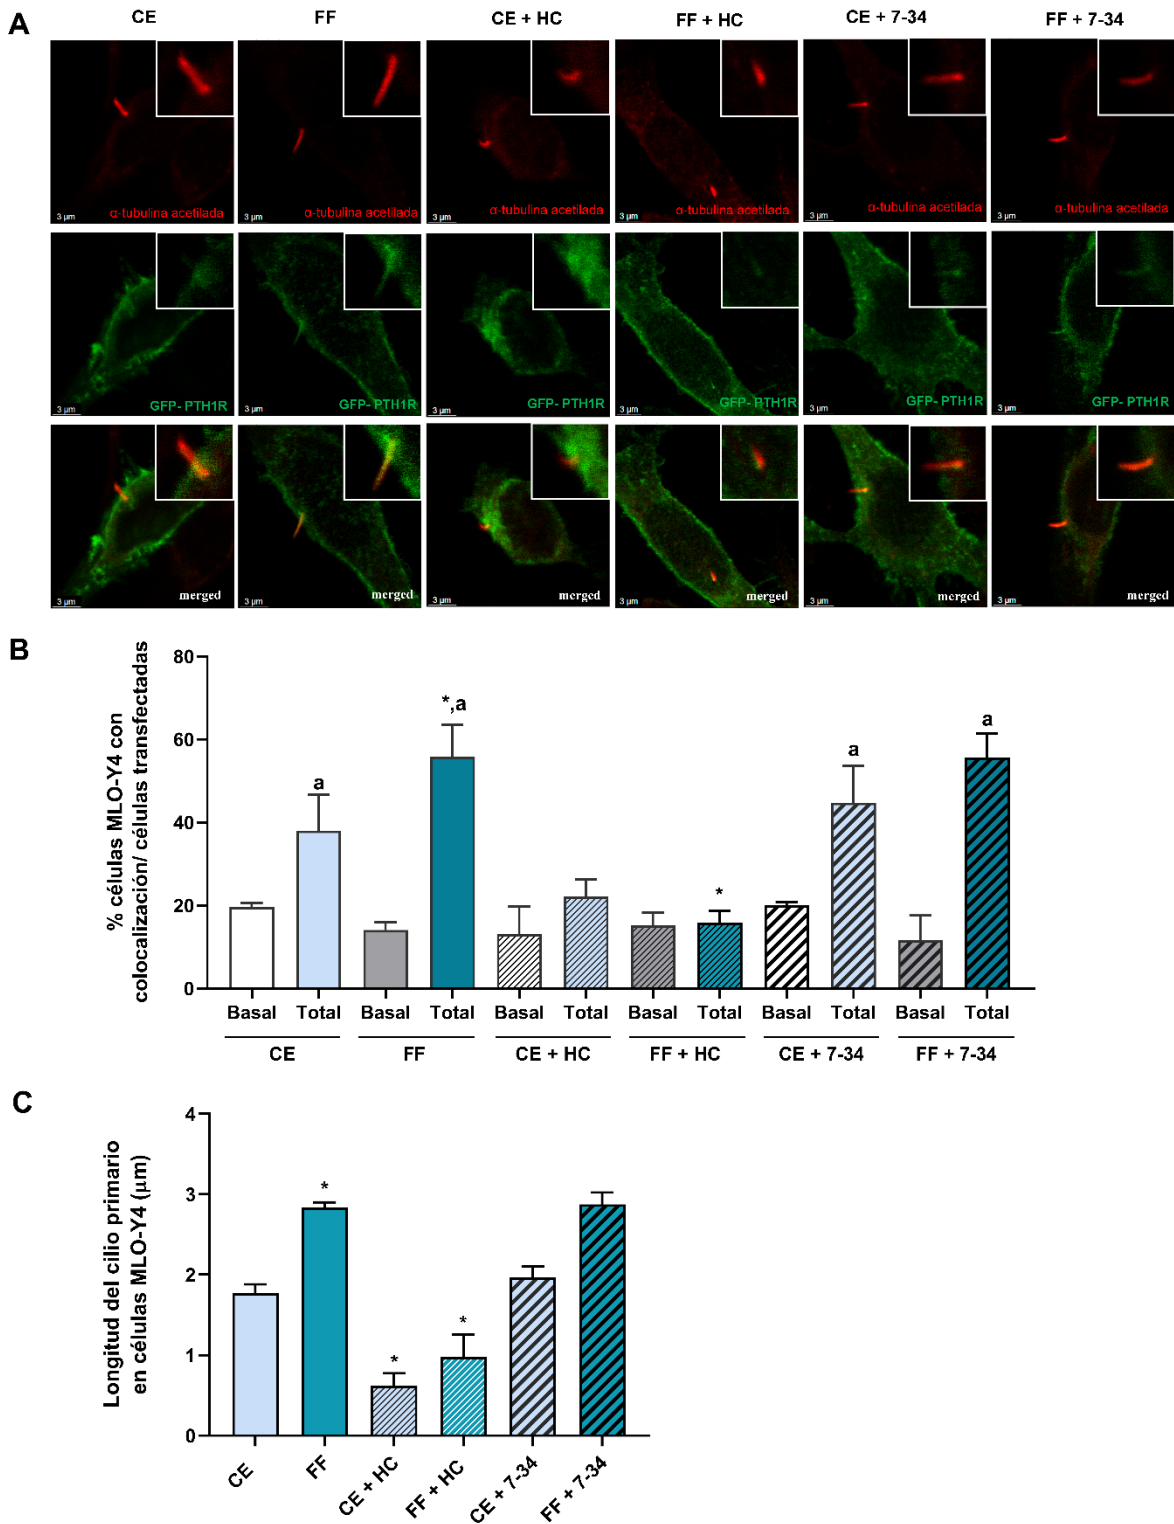 A
CE
FF
CE + HC
FF + HC
CE + 7-34
FF + 7-34
3 µm
α-tubulina acetilada
3 µm
α-tubulina acetilada
3 µm
α-tubulina acetilada
3 µm
α-tubulina acetilada
3 µm
α-tubulina acetilada
3 µm
α-tubulina acetilada
3 µm
GFP- PTH1R
3 µm
GFP- PTH1R
3 µm
GFP- PTH1R
3 µm
GFP- PTH1R
3 µm
GFP- PTH1R
3 µm
GFP- PTH1R
3 µm
merged
3 µm
merged
3 µm
merged
3 µm
merged
3 µm
merged
3 µm
merged
B
% células MLO-Y4 con
colocalización/ células transfectadas
80
60
40
20
0
a
*,a
*
a
a
Basal Total Basal Total Basal Total Basal Total Basal Total Basal Total
CE FF CE + HC FF + HC CE + 7-34 FF + 7-34
C
Longitud del cilio primario
en células MLO-Y4 (µm)
4
3
2
1
0
*
*
*
CE
FF
CE + HC
FF + HC
CE + 7-34
FF + 7-34